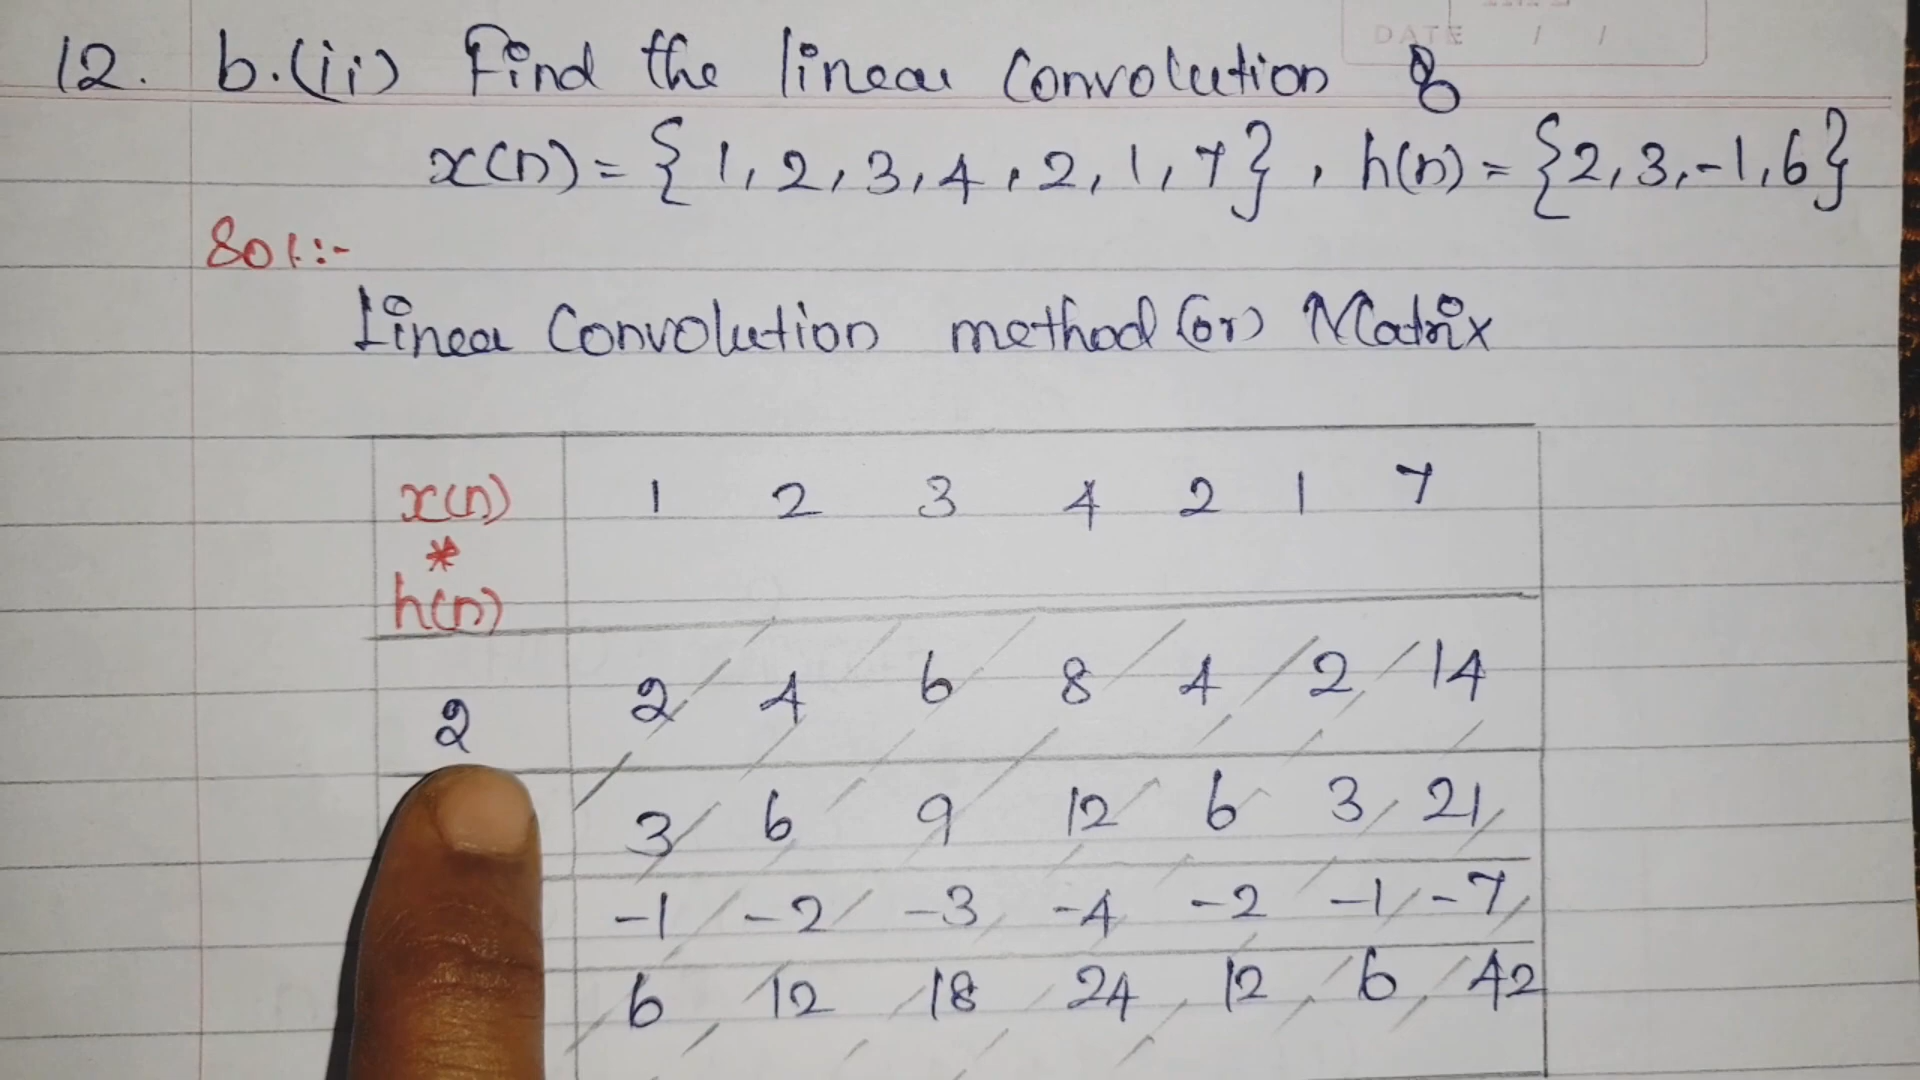 DATE / /
12. b.(ii) Find the linear Convolution of
x(n) = {1, 2, 3, 4, 2, 1, 7}, h(n) = {2, 3, -1, 6}
Sol:-
Linear Convolution method (or) Matrix
x(n) 1 2 3 4 2 1 7
*
h(n)
2 2 4 6 8 4 2 14
3 6 9 12 6 3 21
-1 -2 -3 -4 -2 -1 -7
6 12 18 24 12 6 42